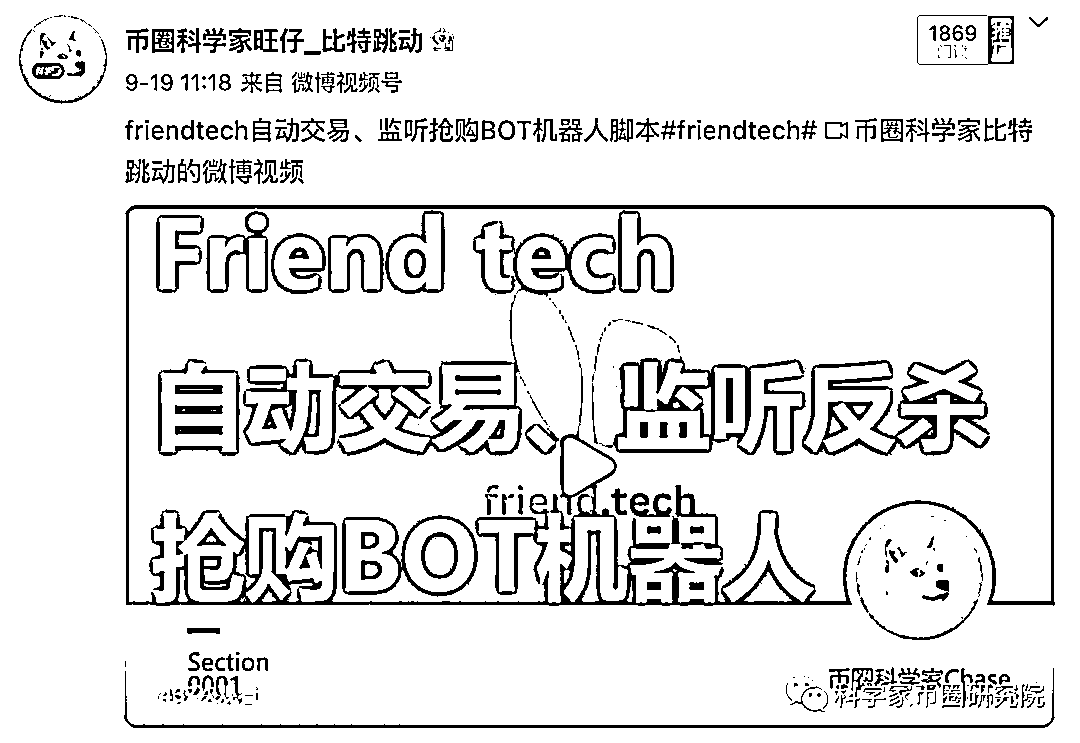 币圈科学家旺仔_比特跳动
1869
9-19 11:18 来自 微博视频号
friendtech自动交易、监听抢购BOT机器人脚本#friendtech# 币圈科学家比特
跳动的微博视频
Friend tech
自动交易、监听反杀
friend.tech
抢购BOT机器人
Section
0001
币圈科学家Chase
科学家币圈研究院